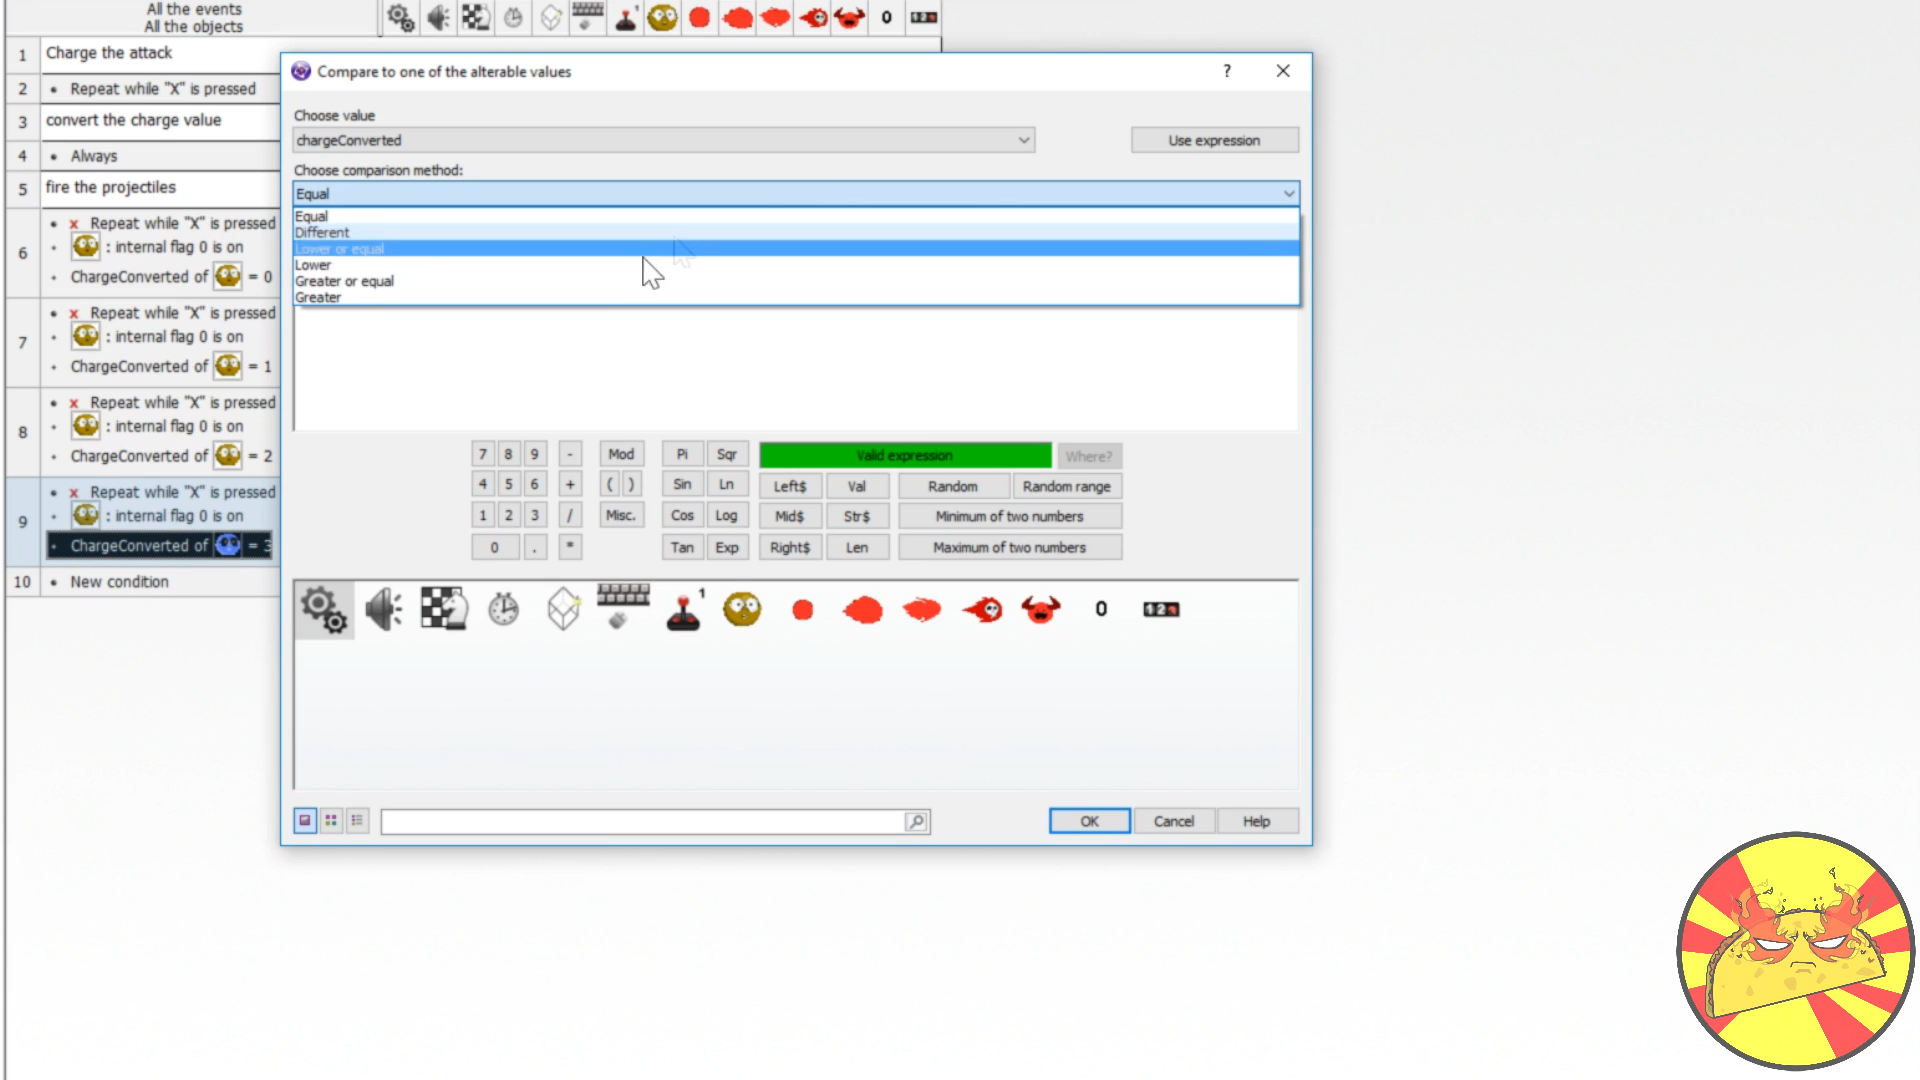 All the events
All the objects
1 Charge the attack
2 • Repeat while "X" is pressed
3 convert the charge value
4 • Always
5 fire the projectiles
6 • x Repeat while "X" is pressed
• : internal flag 0 is on
• ChargeConverted of = 0
7 • x Repeat while "X" is pressed
• : internal flag 0 is on
• ChargeConverted of = 1
8 • x Repeat while "X" is pressed
• : internal flag 0 is on
• ChargeConverted of = 2
9 • x Repeat while "X" is pressed
• : internal flag 0 is on
• ChargeConverted of = 3
10 • New condition
1
0
Compare to one of the alterable values
?
Choose value
chargeConverted
Use expression
Choose comparison method:
Equal
Equal
Different
Lower or equal
Lower
Greater or equal
Greater
7 8 9 - Mod Pi Sqr Valid expression Where?
4 5 6 + ( ) Sin Ln Left$ Val Random Random range
1 2 3 / Misc. Cos Log Mid$ Str$ Minimum of two numbers
0 . * Tan Exp Right$ Len Maximum of two numbers
1
0
OK Cancel Help